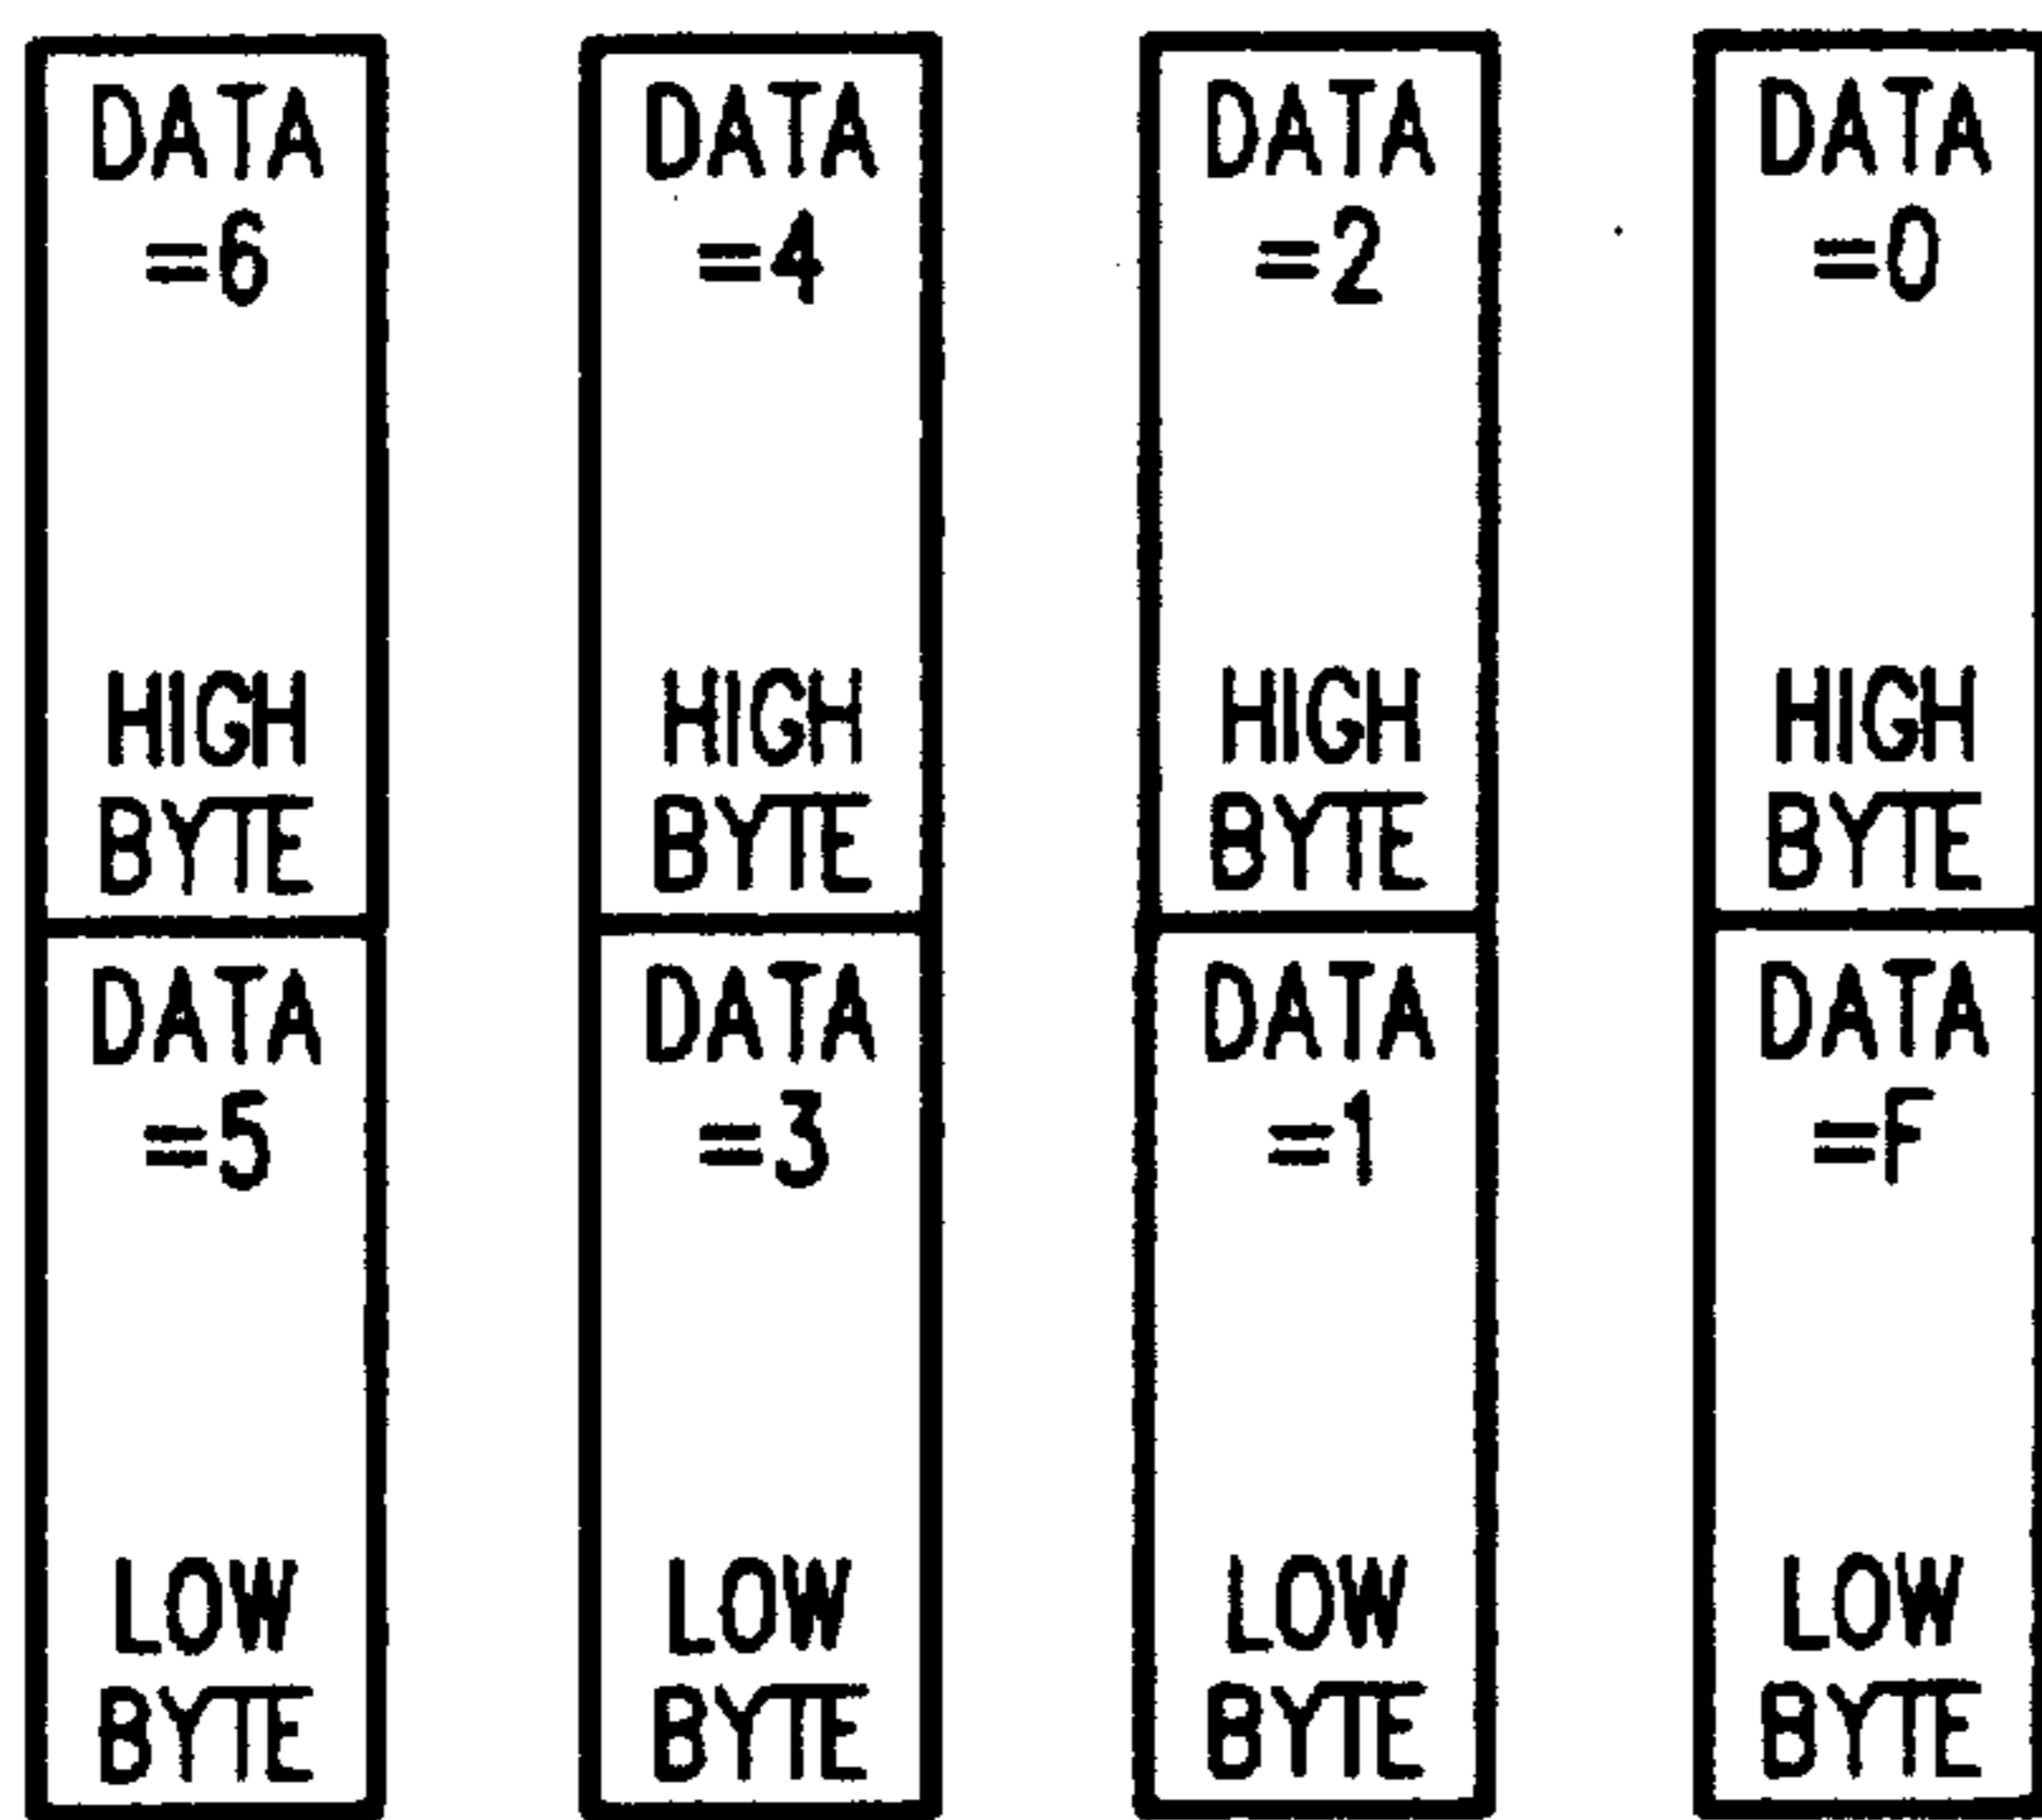 DATA
=6
HIGH
BYTE
DATA
=5
LOW
BYTE
DATA
=4
HIGH
BYTE
DATA
=3
LOW
BYTE
DATA
=2
HIGH
BYTE
DATA
=1
LOW
BYTE
DATA
=0
HIGH
BYTE
DATA
=F
LOW
BYTE